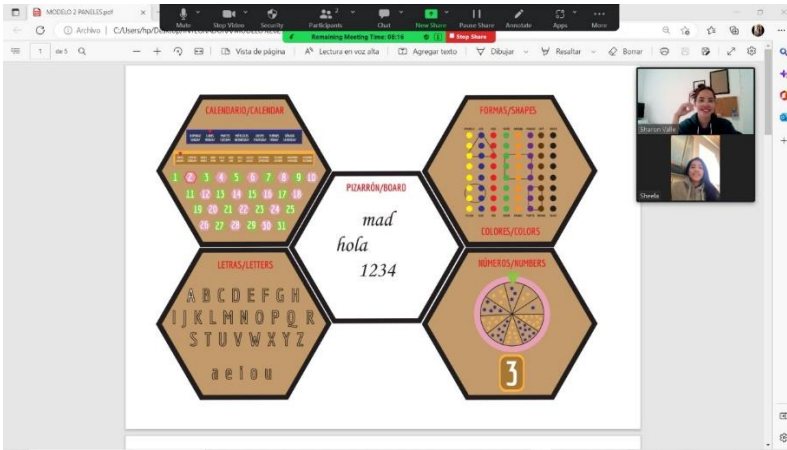 MODELO 2 PANELES.pdf
Mute
Stop Video
Security
Participants
2
Chat
New Share
Pause Share
Annotate
Apps
More
Remaining Meeting Time: 08:16
Stop Share
Archivo
1
de 5
Vista de página
Lectura en voz alta
Agregar texto
Dibujar
Resaltar
Borrar
CALENDARIO/CALENDAR
1 2 3 4 5 6 7 8 9 10
11 12 13 14 15 16 17 18
19 20 21 22 23 24 25
26 27 28 29 30 31
FORMAS/SHAPES
COLORES/COLORS
PIZARRÓN/BOARD
mad
hola
1234
LETRAS/LETTERS
A B C D E F G H
I J K L M N O P Q R
S T U V W X Y Z
a e i o u
NÚMEROS/NUMBERS
3
Sharon Valle
Sheela